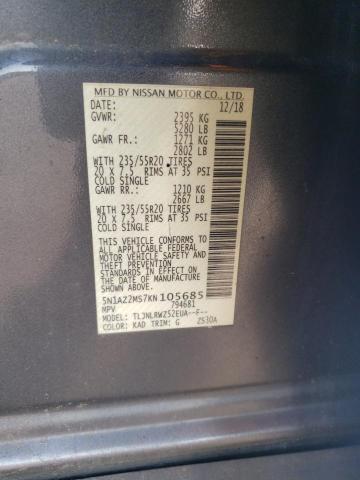 MFD BY NISSAN MOTOR CO., LTD.
DATE: 12/18
GVWR: 2395 KG
5280 LB
GAWR FR.: 1271 KG
2802 LB
WITH 235/55R20 TIRES
20 X 7.5 RIMS AT 35 PSI
COLD SINGLE
GAWR RR.: 1210 KG
2667 LB
WITH 235/55R20 TIRES
20 X 7.5 RIMS AT 35 PSI
COLD SINGLE
THIS VEHICLE CONFORMS TO
ALL APPLICABLE FEDERAL
MOTOR VEHICLE SAFETY AND
THEFT PREVENTION STANDARDS
IN EFFECT ON THE DATE OF
MANUFACTURE SHOWN ABOVE.
5N1AZ2MS7KN105685
MPV 794681
MODEL: TLJNLRWZ52EUA--F--
COLOR: KAD TRIM: G ZS30A